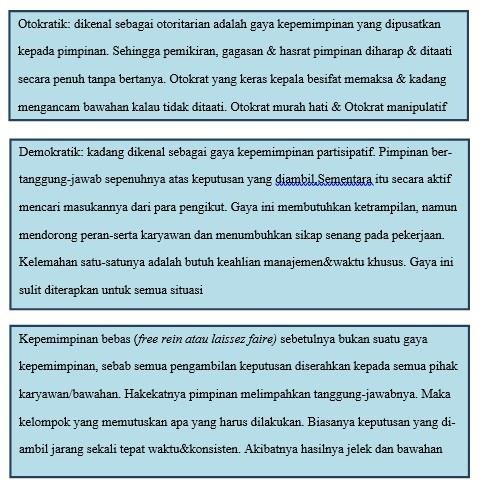 Otokratik: dikenal sebagai otoritarian adalah gaya kepemimpinan yang dipusatkan
kepada pimpinan. Sehingga pemikiran, gagasan & hasrat pimpinan diharap & ditaati
secara penuh tanpa bertanya. Otokrat yang keras kepala besifat memaksa & kadang
mengancam bawahan kalau tidak ditaati. Otokrat murah hati & Otokrat manipulatif
Demokratik: kadang dikenal sebagai gaya kepemimpinan partisipatif. Pimpinan ber-
tanggung-jawab sepenuhnya atas keputusan yang diambil.Sementara itu secara aktif
mencari masukannya dari para pengikut. Gaya ini membutuhkan ketrampilan, namun
mendorong peran-serta karyawan dan menumbuhkan sikap senang pada pekerjaan.
Kelemahan satu-satunya adalah butuh keahlian manajemen&waktu khusus. Gaya ini
sulit diterapkan untuk semua situasi
Kepemimpinan bebas (free rein atau laissez faire) sebetulnya bukan suatu gaya
kepemimpinan, sebab semua pengambilan keputusan diserahkan kepada semua pihak
karyawan/bawahan. Hakekatnya pimpinan melimpahkan tanggung-jawabnya. Maka
kelompok yang memutuskan apa yang harus dilakukan. Biasanya keputusan yang di-
ambil jarang sekali tepat waktu&konsisten. Akibatnya hasilnya jelek dan bawahan